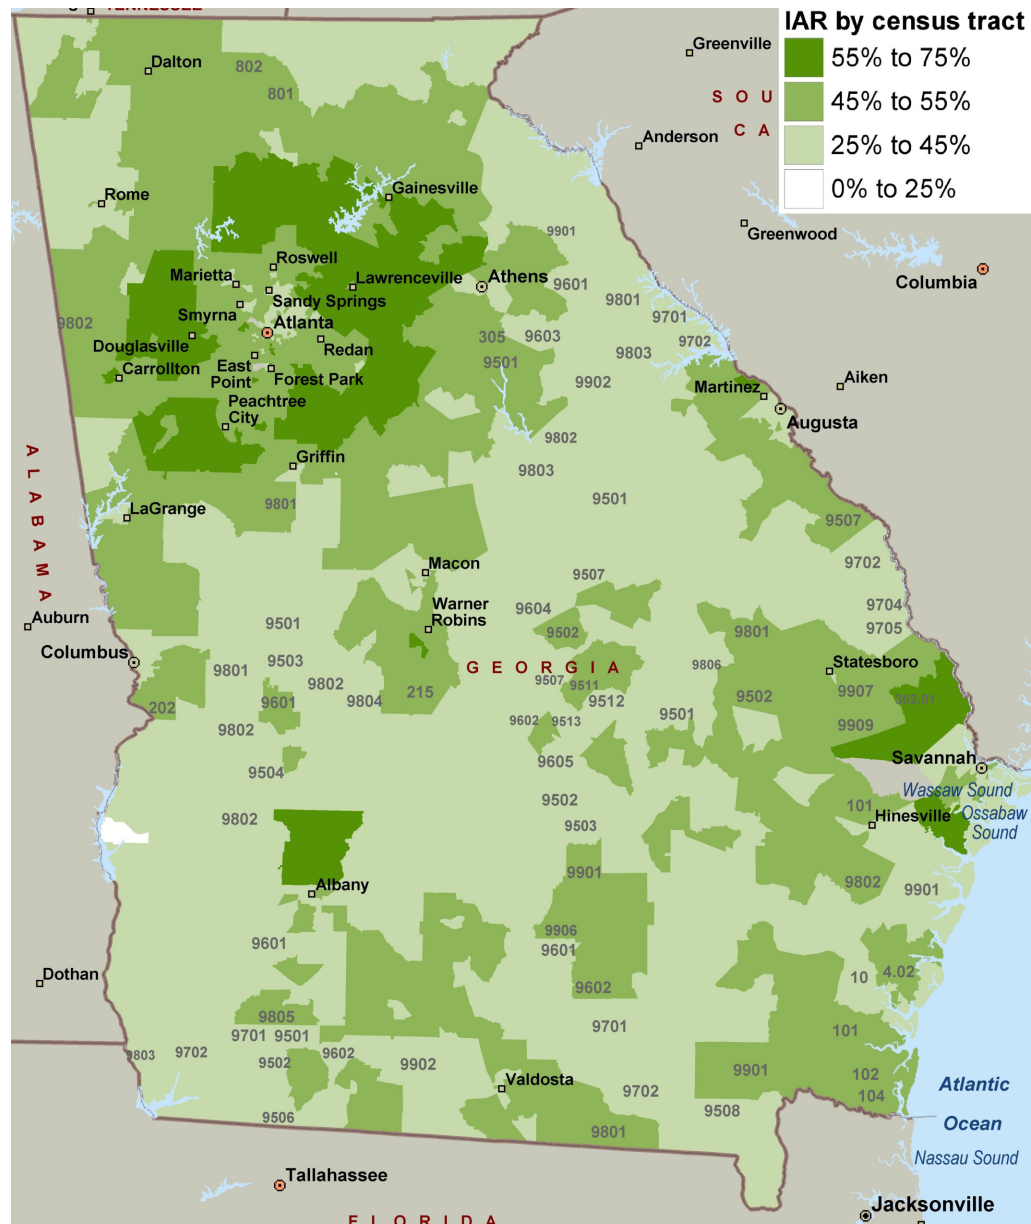 TENNESSEE
IAR by census tract
55% to 75%
45% to 55%
25% to 45%
0% to 25%
Greenville
S O U
C A
Anderson
Dalton
802
801
Rome
Gainesville
Greenwood
9901
Columbia
Roswell
Marietta
Lawrenceville
Athens
9601
Sandy Springs
9801
Smyrna
9701
9802
Atlanta
305
9603
9702
Douglasville
Redan
9803
9501
Carrollton
East
Point
Forest Park
9902
Martinez
Aiken
Peachtree
City
Augusta
9802
Griffin
9803
9801
9501
LaGrange
9507
A L A B A M A
Macon
9702
9507
Warner
Robins
9604
9704
Auburn
9501
9502
9801
9705
Columbus
9503
G E O R G I A
9806
Statesboro
9801
9802
9507
9511
215
9601
9804
9512
9502
9907
302.01
202
9602
9513
9501
9909
9802
9605
Savannah
9504
Wassaw Sound
9502
101
Ossabaw
Sound
9802
9503
Hinesville
9901
Albany
9802
9901
9906
9601
9601
Dothan
9602
10
4.02
9805
9701
9501
9701
101
9803
9702
9502
9602
9902
9901
102
Valdosta
9702
104
Atlantic
9506
9508
Ocean
9801
Nassau Sound
Tallahassee
Jacksonville
F L O R I D A